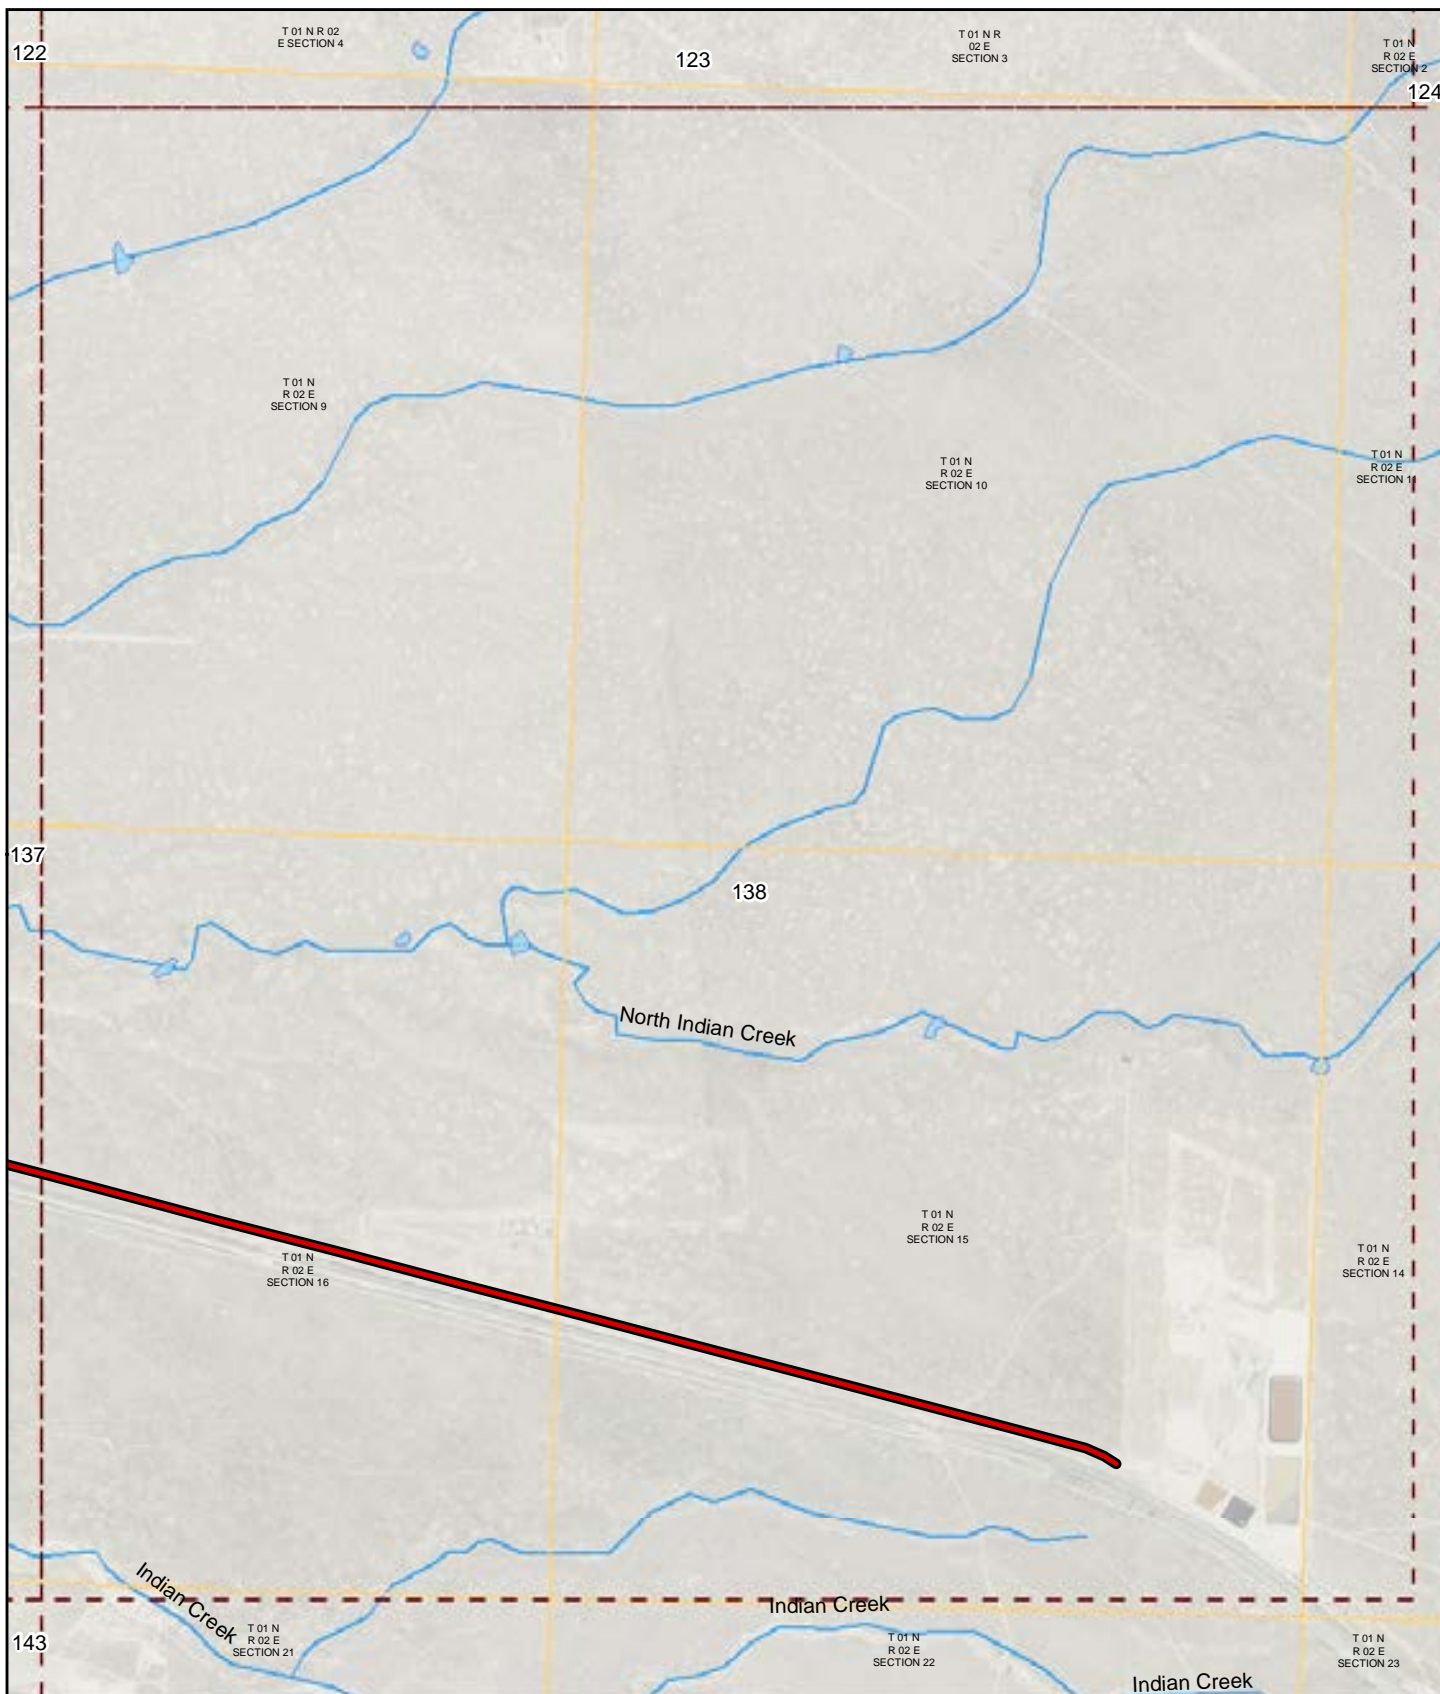 T 01 N R 02
E SECTION 4
T 01 N R
02 E
SECTION 3
T 01 N
R 02 E
SECTION 2
122
123
124
T 01 N
R 02 E
SECTION 9
T 01 N
R 02 E
SECTION 10
T 01 N
R 02 E
SECTION 11
137
138
North Indian Creek
T 01 N
R 02 E
SECTION 15
T 01 N
R 02 E
SECTION 16
T 01 N
R 02 E
SECTION 14
Indian Creek
Indian Creek
T 01 N
R 02 E
SECTION 21
143
T 01 N
R 02 E
SECTION 22
T 01 N
R 02 E
SECTION 23
Indian Creek